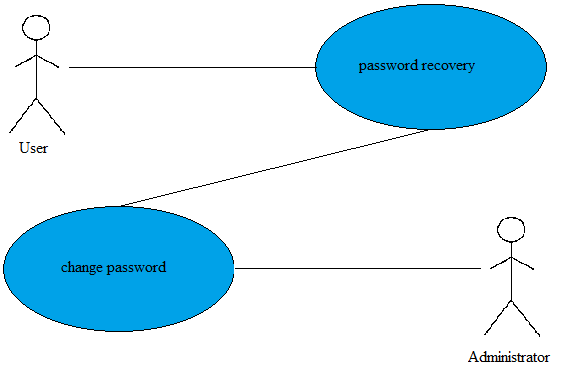 password recovery
User
change password
Administrator